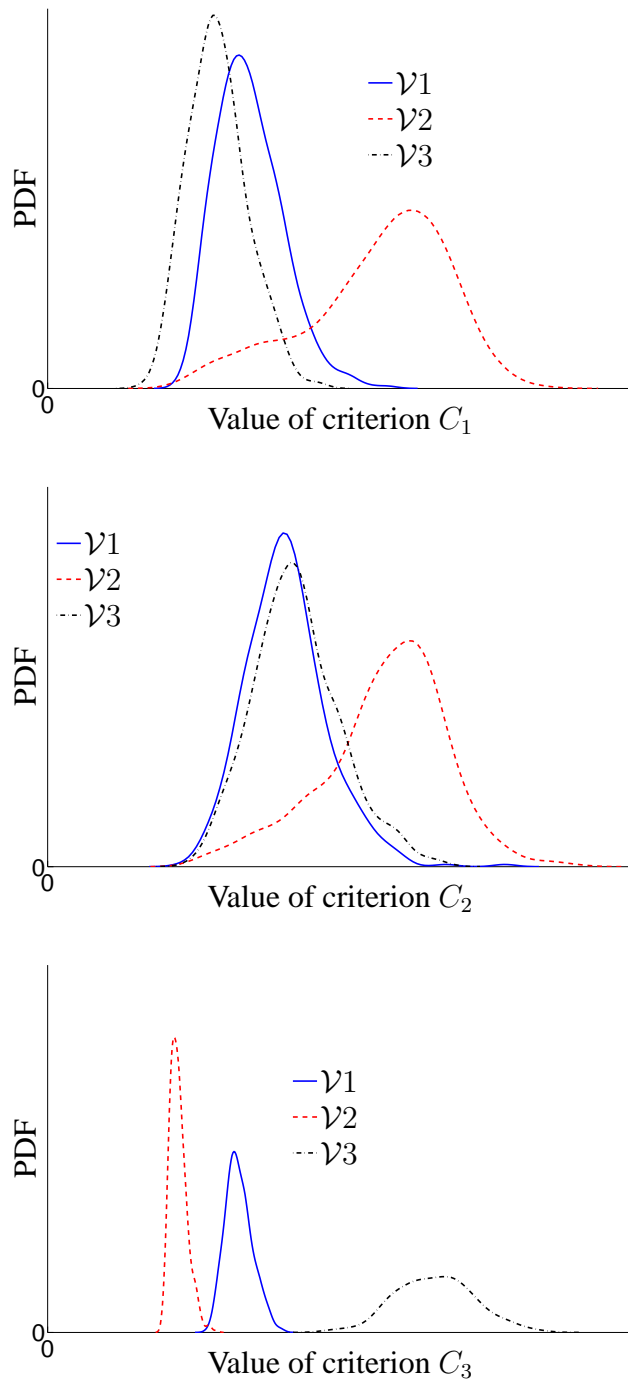 PDF
𝒱1
𝒱2
𝒱3
0
0
Value of criterion C₁
PDF
𝒱1
𝒱2
𝒱3
0
0
Value of criterion C₂
PDF
𝒱1
𝒱2
𝒱3
0
0
Value of criterion C₃